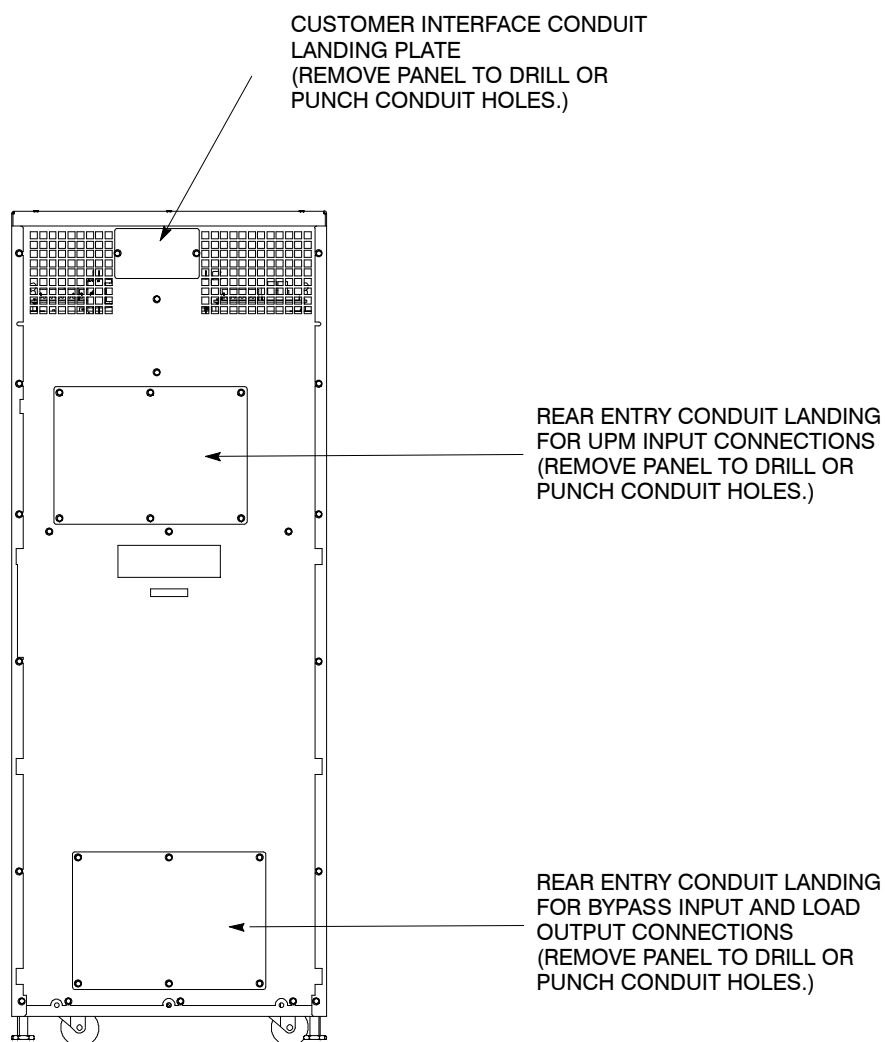 CUSTOMER INTERFACE CONDUIT
LANDING PLATE
(REMOVE PANEL TO DRILL OR
PUNCH CONDUIT HOLES.)
REAR ENTRY CONDUIT LANDING
FOR UPM INPUT CONNECTIONS
(REMOVE PANEL TO DRILL OR
PUNCH CONDUIT HOLES.)
REAR ENTRY CONDUIT LANDING
FOR BYPASS INPUT AND LOAD
OUTPUT CONNECTIONS
(REMOVE PANEL TO DRILL OR
PUNCH CONDUIT HOLES.)